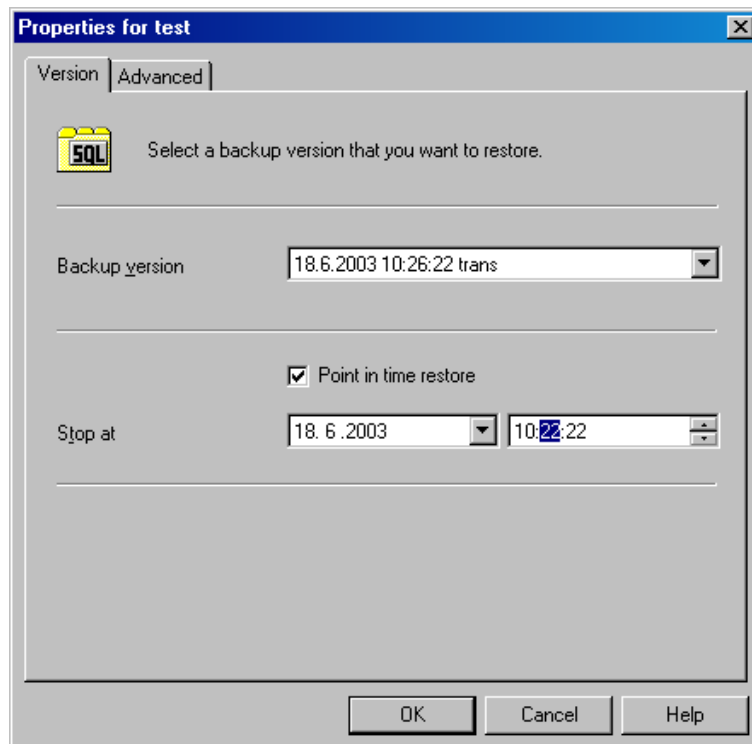 Properties for test
Version Advanced
SQL Select a backup version that you want to restore.
Backup version 18.6.2003 10:26:22 trans
Point in time restore
Stop at 18. 6 .2003 10:22:22
OK Cancel Help